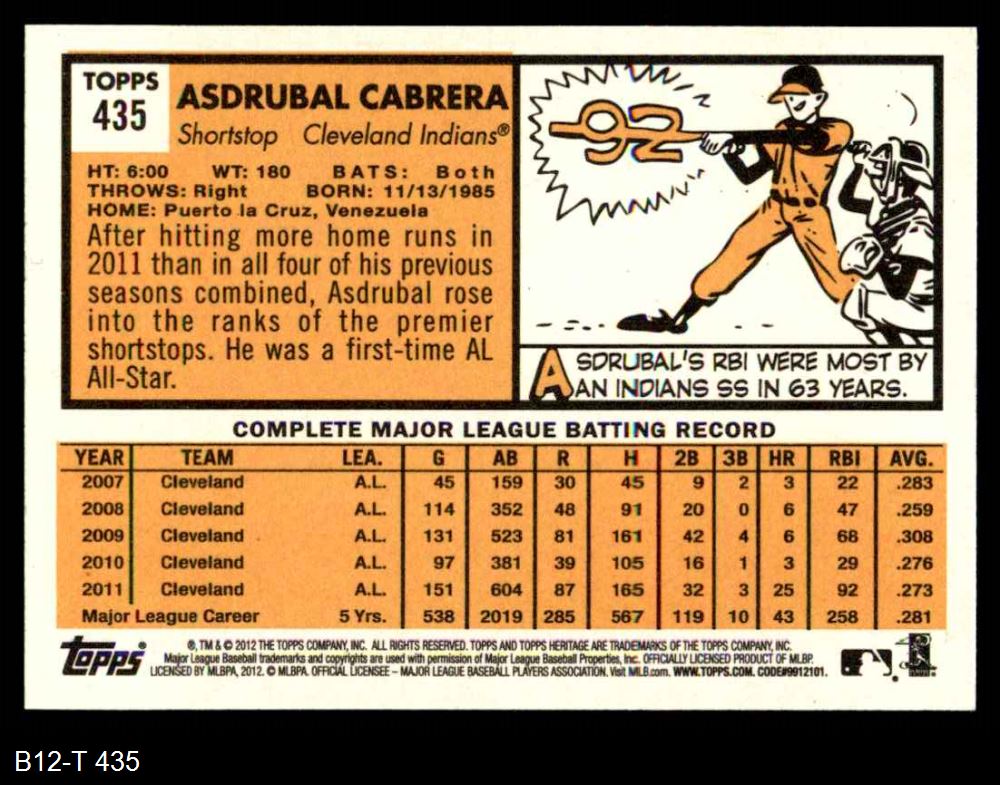 TOPPS
435
ASDRUBAL CABRERA
Shortstop Cleveland Indians®
HT: 6:00 WT: 180 BATS: Both
THROWS: Right BORN: 11/13/1985
HOME: Puerto la Cruz, Venezuela
After hitting more home runs in
2011 than in all four of his previous
seasons combined, Asdrubal rose
into the ranks of the premier
shortstops. He was a first-time AL
All-Star.
92
ASDRUBAL'S RBI WERE MOST BY
AN INDIANS SS IN 63 YEARS.
COMPLETE MAJOR LEAGUE BATTING RECORD
YEAR TEAM LEA. G AB R H 2B 3B HR RBI AVG.
2007 Cleveland A.L. 45 159 30 45 9 2 3 22 .283
2008 Cleveland A.L. 114 352 48 91 20 0 6 47 .259
2009 Cleveland A.L. 131 523 81 161 42 4 6 68 .308
2010 Cleveland A.L. 97 381 39 105 16 1 3 29 .276
2011 Cleveland A.L. 151 604 87 165 32 3 25 92 .273
Major League Career 5 Yrs. 538 2019 285 567 119 10 43 258 .281
Topps
®, TM & © 2012 THE TOPPS COMPANY, INC. ALL RIGHTS RESERVED. TOPPS AND TOPPS HERITAGE ARE TRADEMARKS OF THE TOPPS COMPANY, INC.
Major League Baseball trademarks and copyrights are used with permission of Major League Baseball Properties, Inc. OFFICIALLY LICENSED PRODUCT OF MLBP.
LICENSED BY MLBPA, 2012. © MLBPA. OFFICIAL LICENSEE – MAJOR LEAGUE BASEBALL PLAYERS ASSOCIATION. Visit MLB.com. WWW.TOPPS.COM. CODE#9912101.
B12-T 435